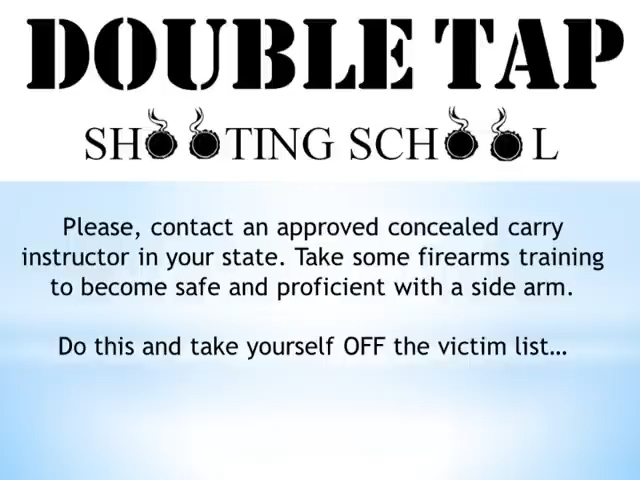 DOUBLE TAP
SHOOTING SCHOOL
Please, contact an approved concealed carry
instructor in your state. Take some firearms training
to become safe and proficient with a side arm.
Do this and take yourself OFF the victim list...